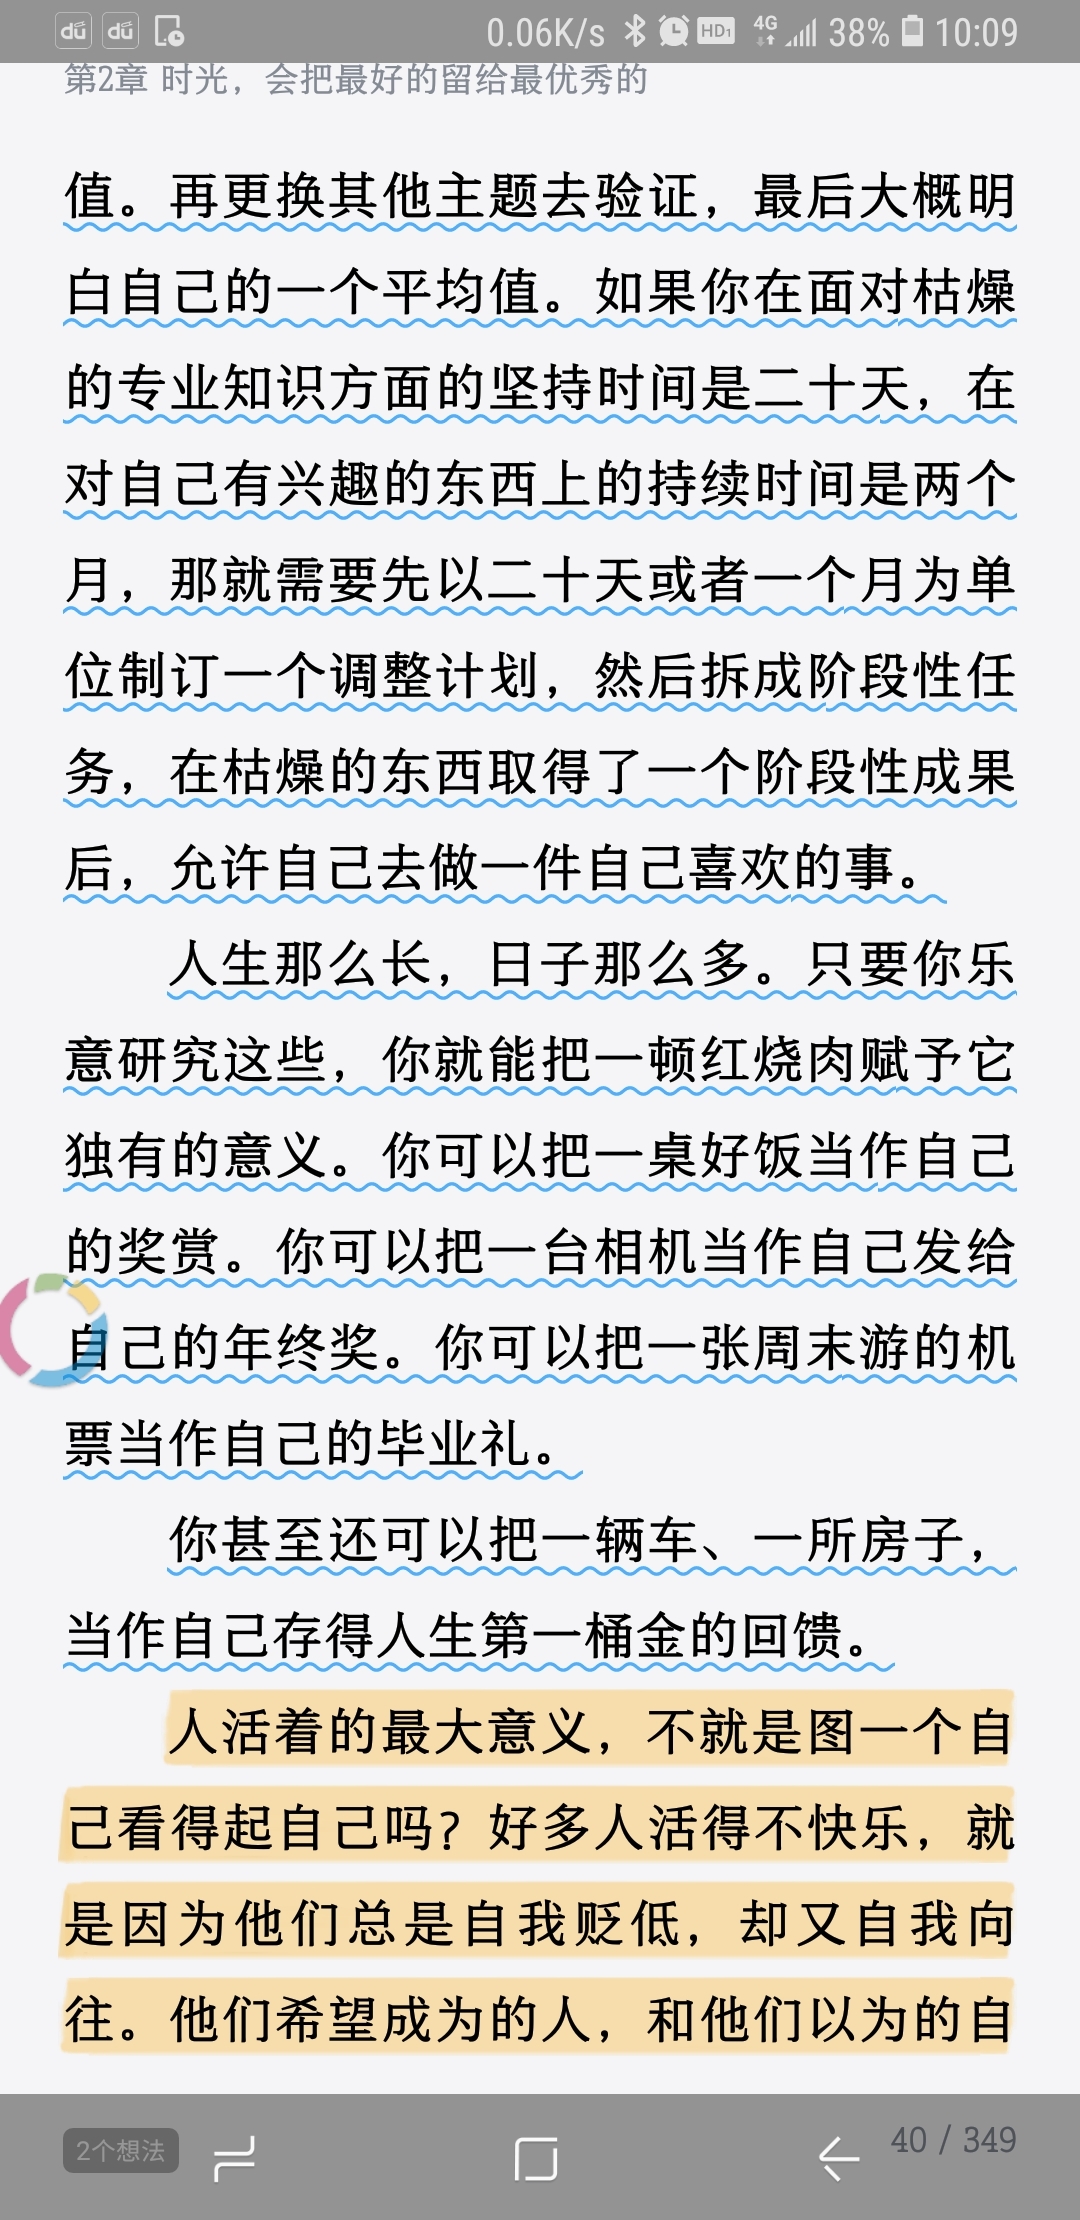 dú dú 0.06K/s HD1 4G 38% 10:09
第2章 时光，会把最好的留给最优秀的
值。再更换其他主题去验证，最后大概明
白自己的一个平均值。如果你在面对枯燥
的专业知识方面的坚持时间是二十天，在
对自己有兴趣的东西上的持续时间是两个
月，那就需要先以二十天或者一个月为单
位制订一个调整计划，然后拆成阶段性任
务，在枯燥的东西取得了一个阶段性成果
后，允许自己去做一件自己喜欢的事。
人生那么长，日子那么多。只要你乐
意研究这些，你就能把一顿红烧肉赋予它
独有的意义。你可以把一桌好饭当作自己
的奖赏。你可以把一台相机当作自己发给
自己的年终奖。你可以把一张周末游的机
票当作自己的毕业礼。
你甚至还可以把一辆车、一所房子，
当作自己存得人生第一桶金的回馈。
人活着的最大意义，不就是图一个自
己看得起自己吗？好多人活得不快乐，就
是因为他们总是自我贬低，却又自我向
往。他们希望成为的人，和他们以为的自
2个想法 40 / 349